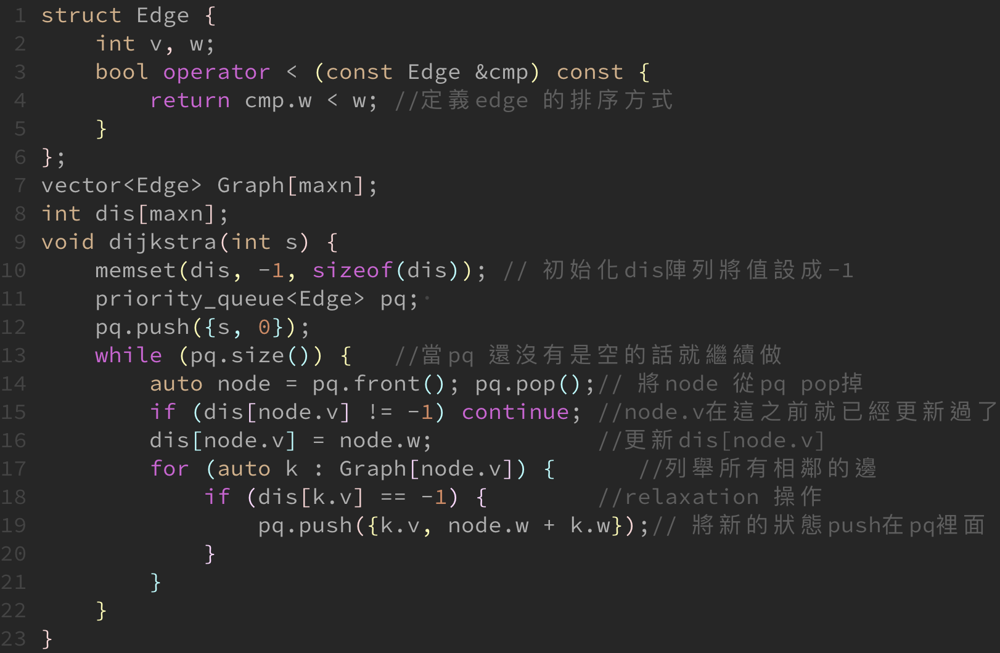 1 struct Edge {
2     int v, w;
3     bool operator < (const Edge &cmp) const {
4         return cmp.w < w; //定義edge 的排序方式
5     }
6 };
7 vector<Edge> Graph[maxn];
8 int dis[maxn];
9 void dijkstra(int s) {
10     memset(dis, -1, sizeof(dis)); // 初始化dis陣列將值設成-1
11     priority_queue<Edge> pq;·
12     pq.push({s, 0});
13     while (pq.size()) {   //當pq 還沒有是空的話就繼續做
14         auto node = pq.front(); pq.pop();// 將node 從pq pop掉
15         if (dis[node.v] != -1) continue; //node.v在這之前就已經更新過了
16         dis[node.v] = node.w;            //更新dis[node.v]
17         for (auto k : Graph[node.v]) {      //列舉所有相鄰的邊
18             if (dis[k.v] == -1) {        //relaxation 操作
19                 pq.push({k.v, node.w + k.w});// 將新的狀態push在pq裡面
20             }
21         }
22     }
23 }